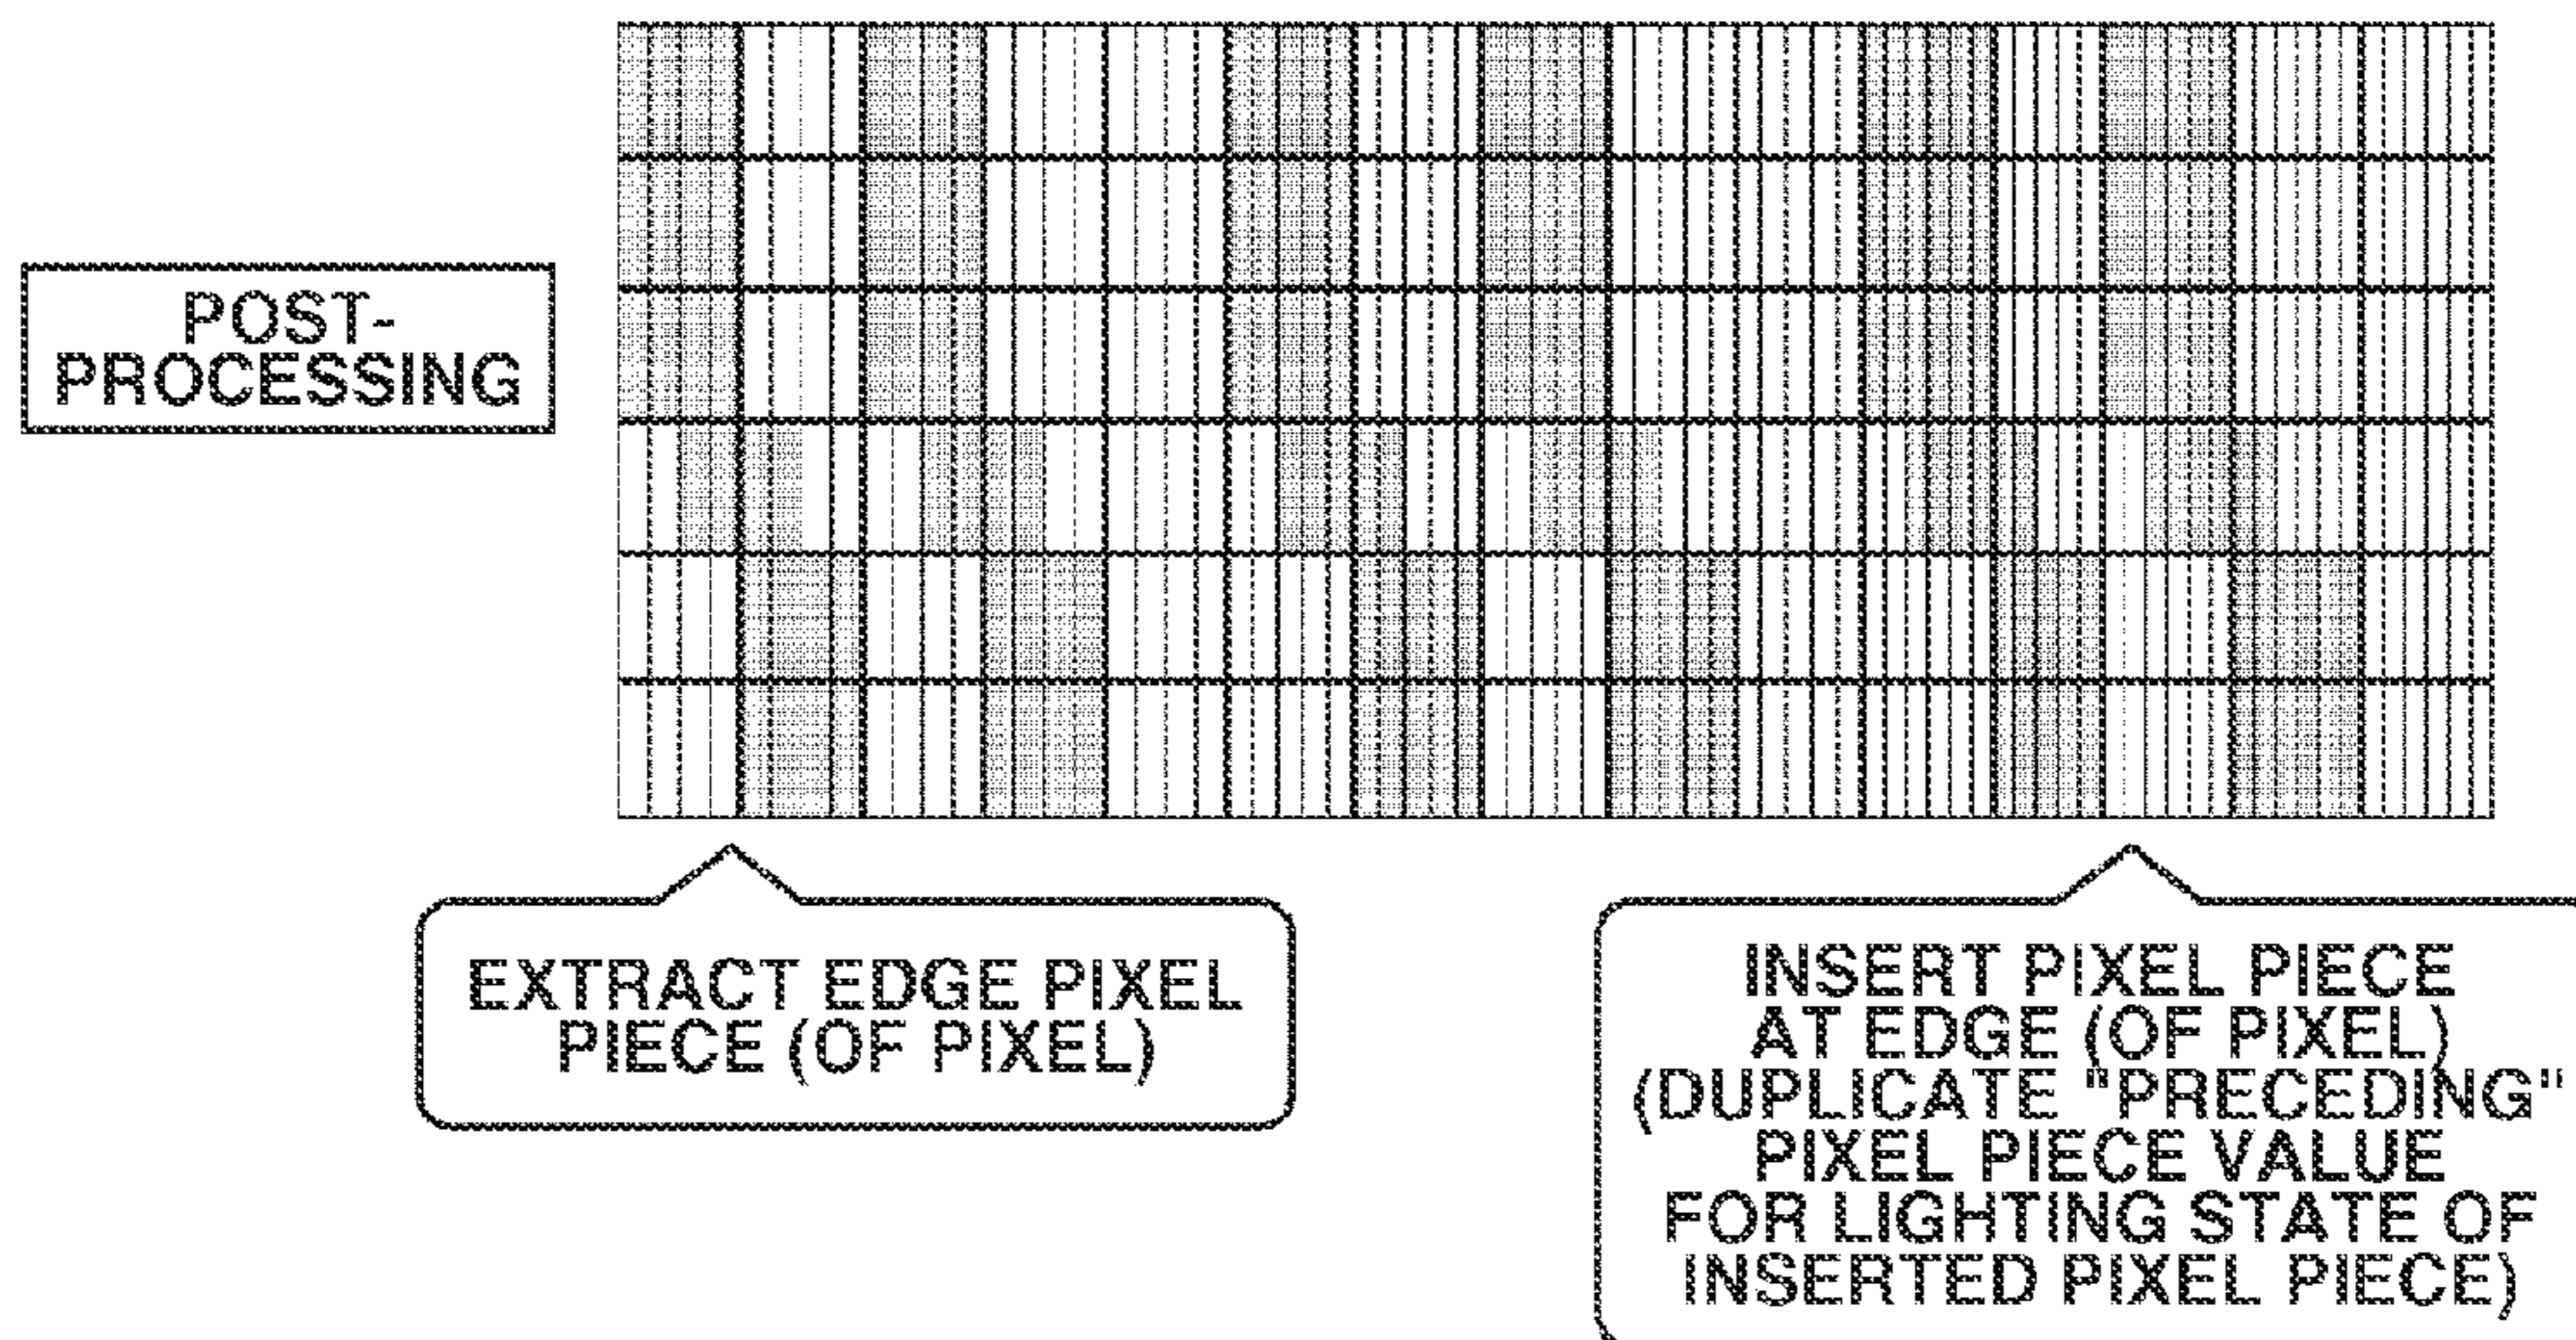 POST-
PROCESSING
EXTRACT EDGE PIXEL
PIECE (OF PIXEL)
INSERT PIXEL PIECE
AT EDGE (OF PIXEL)
(DUPLICATE "PRECEDING"
PIXEL PIECE VALUE
FOR LIGHTING STATE OF
INSERTED PIXEL PIECE)